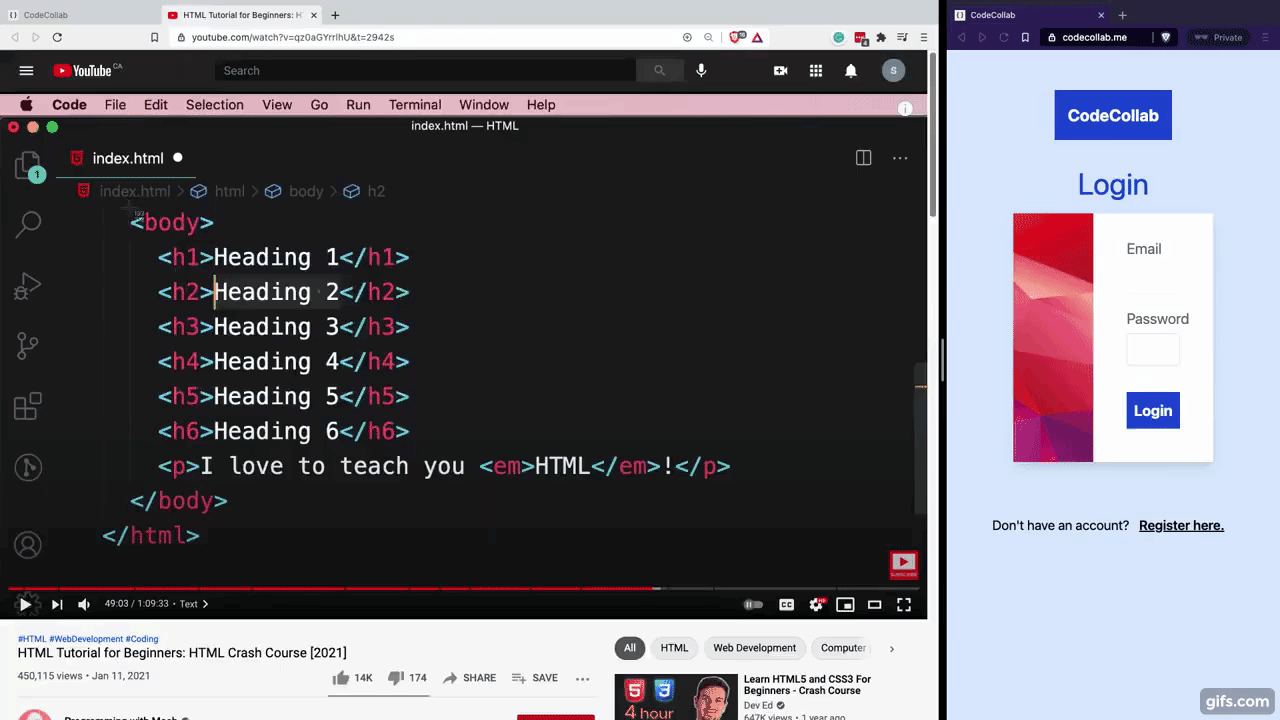 CodeCollab
HTML Tutorial for Beginners: H
youtube.com/watch?v=qz0aGYrrlhU&t=2942s
YouTube CA
Search
S
Code File Edit Selection View Go Run Terminal Window Help
index.html — HTML
index.html
1
index.html > html > body > h2
<body>
<h1>Heading 1</h1>
<h2>Heading 2</h2>
<h3>Heading 3</h3>
<h4>Heading 4</h4>
<h5>Heading 5</h5>
<h6>Heading 6</h6>
<p>I love to teach you <em>HTML</em>!</p>
</body>
</html>
SUBSCRIBE
49:03 / 1:09:33 • Text >
CC
HD
#HTML #WebDevelopment #Coding
HTML Tutorial for Beginners: HTML Crash Course [2021]
450,115 views • Jan 11, 2021
14K 174 SHARE SAVE ...
All HTML Web Development Computer
Learn HTML5 and CSS3 For
Beginners - Crash Course
Dev Ed
647K views • 1 year ago
4 hour
Programming with Mosh
CodeCollab
codecollab.me
Private
CodeCollab
Login
Email
Password
Login
Don't have an account? Register here.
gifs.com